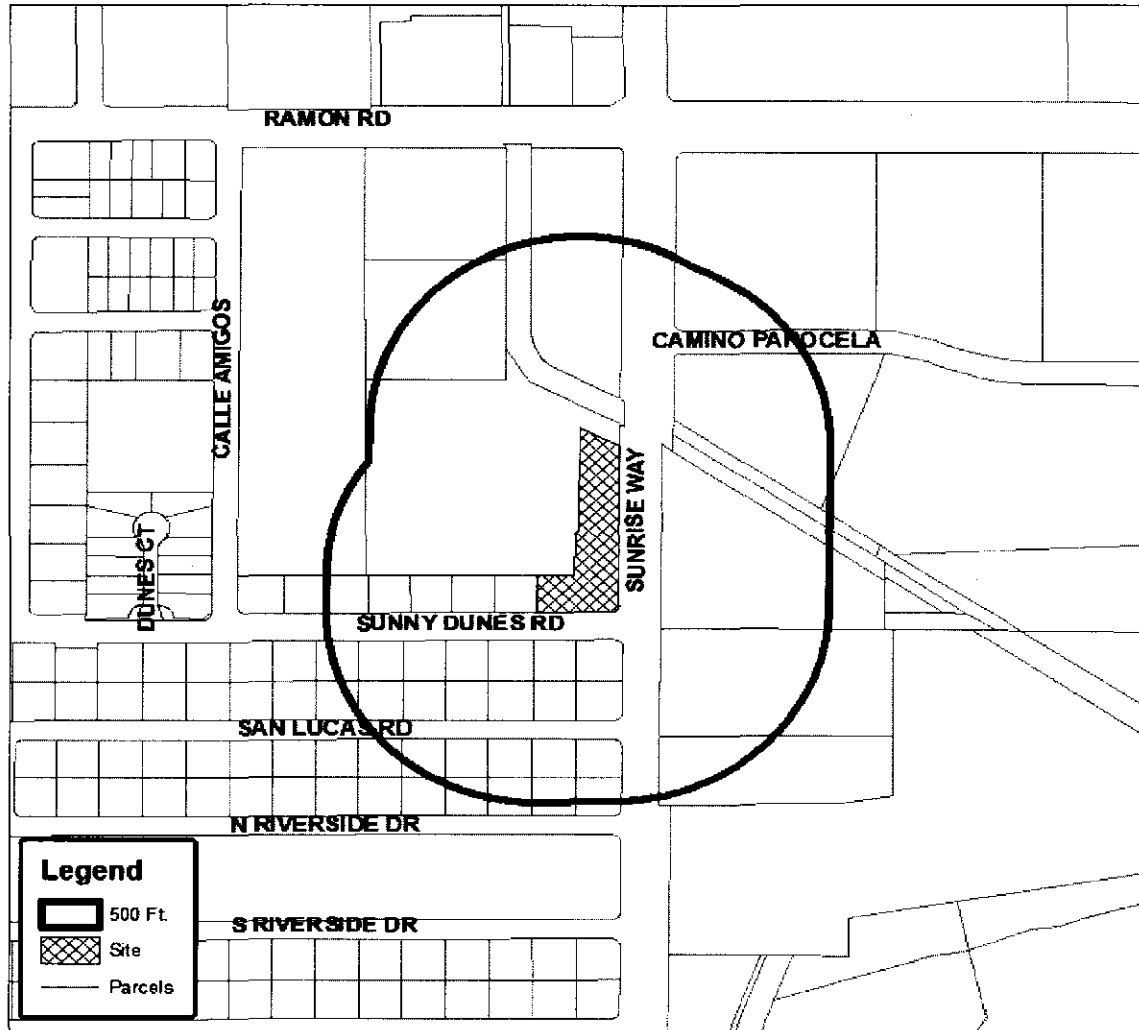 RAMON RD
CALLE AMIGOS
CAMINO PAROCELA
SUNRISE WAY
DUNES CT
SUNNY DUNES RD
SAN LUCAS RD
N RIVERSIDE DR
S RIVERSIDE DR
Legend
500 Ft.
Site
Parcels